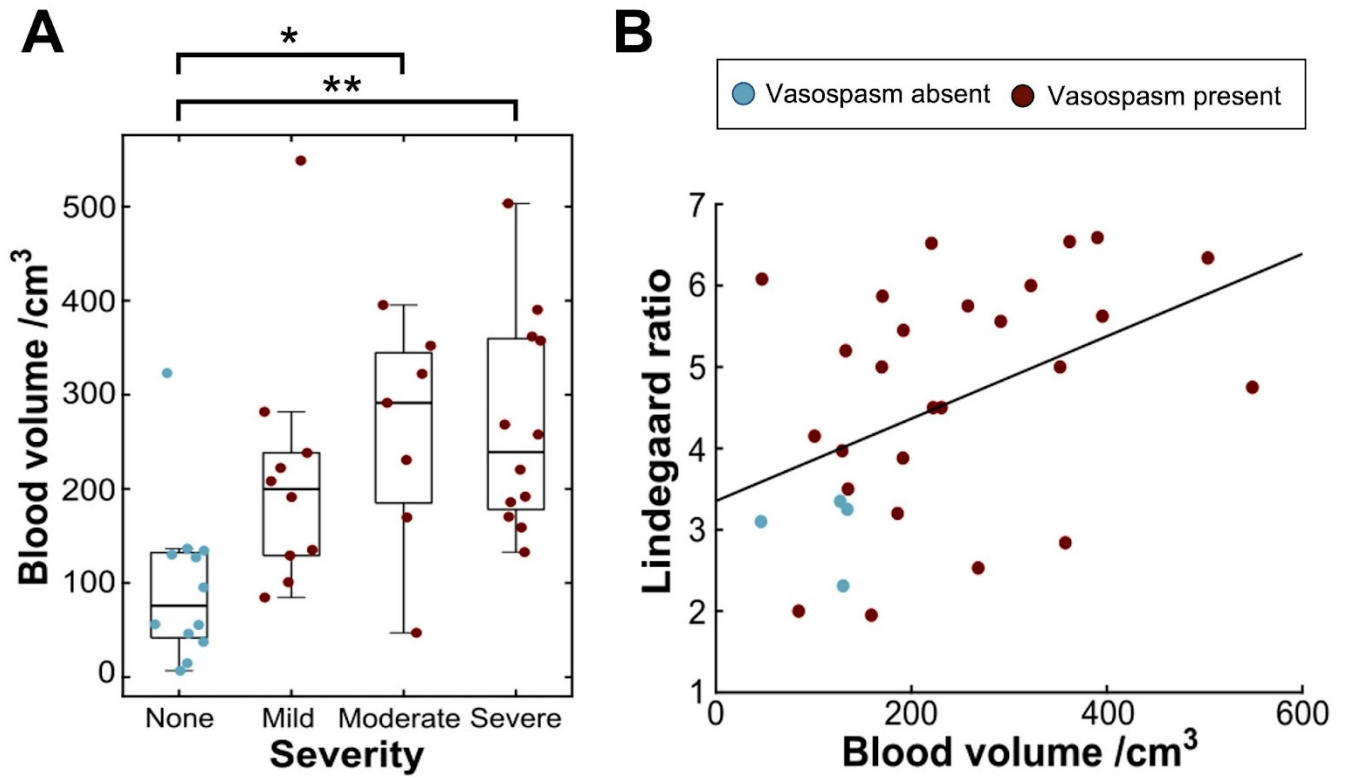 A
B
*
**
Vasospasm absent
Vasospasm present
500
400
300
200
100
0
Blood volume /cm³
None
Mild
Moderate
Severe
Severity
7
6
5
4
3
2
1
Lindegaard ratio
0
200
400
600
Blood volume /cm³